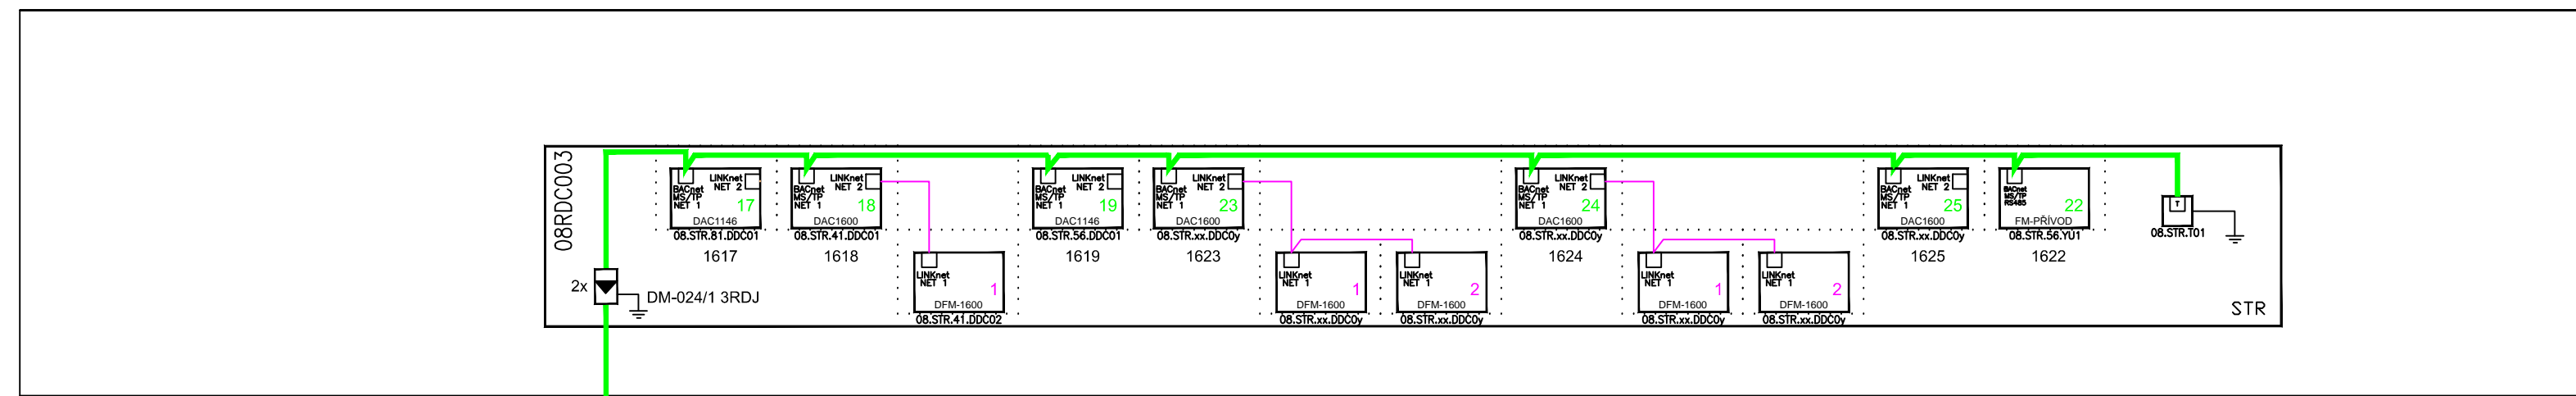 08RDC003
2x
DM-024/1 3RDJ
LINKnet
NET 2
BACnet
MS/TP
NET 1
17
DAC1146
08.STR.81.DDC01
1617
LINKnet
NET 2
BACnet
MS/TP
NET 1
18
DAC1600
08.STR.41.DDC01
1618
LINKnet
NET 1
1
DFM-1600
08.STR.41.DDC02
LINKnet
NET 2
BACnet
MS/TP
NET 1
19
DAC1146
08.STR.56.DDC01
1619
LINKnet
NET 2
BACnet
MS/TP
NET 1
23
DAC1600
08.STR.xx.DDC0y
1623
LINKnet
NET 1
1
DFM-1600
08.STR.xx.DDC0y
LINKnet
NET 1
2
DFM-1600
08.STR.xx.DDC0y
LINKnet
NET 2
BACnet
MS/TP
NET 1
24
DAC1600
08.STR.xx.DDC0y
1624
LINKnet
NET 1
1
DFM-1600
08.STR.xx.DDC0y
LINKnet
NET 1
2
DFM-1600
08.STR.xx.DDC0y
LINKnet
NET 2
BACnet
MS/TP
NET 1
25
DAC1600
08.STR.xx.DDC0y
1625
BACnet
MS/TP
RS485
22
FM-PŘÍVOD
08.STR.56.YU1
1622
T
08.STR.T01
STR